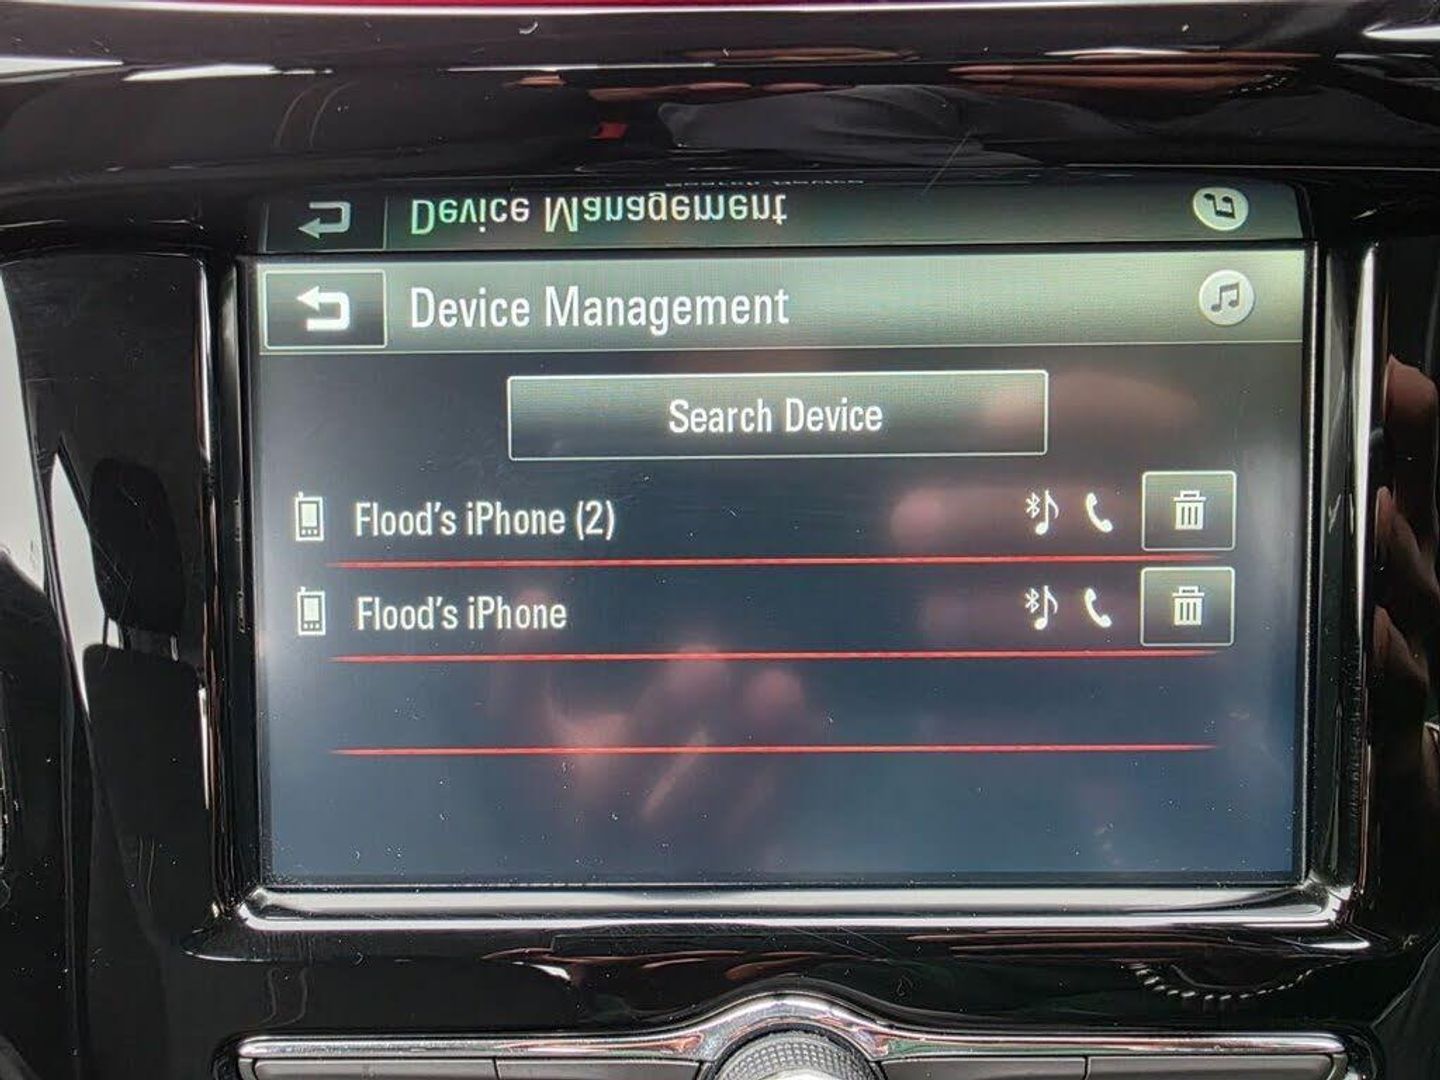 Device Management
Device Management
Search Device
Flood's iPhone (2)
Flood's iPhone